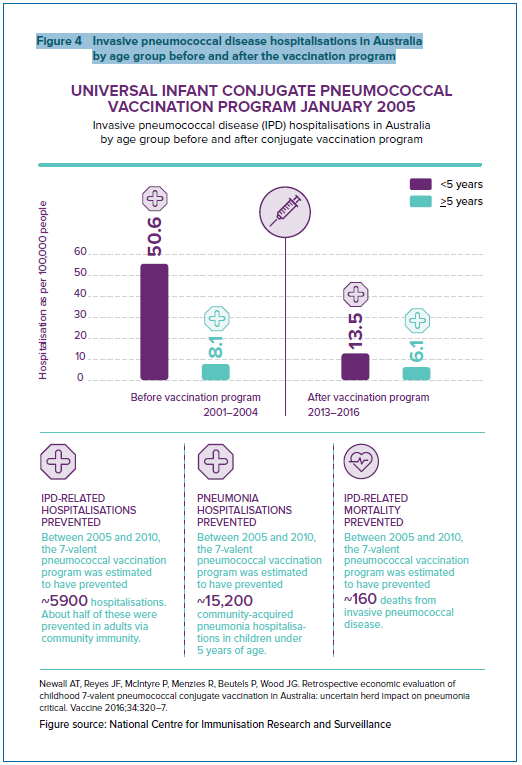 Figure 4 Invasive pneumococcal disease hospitalisations in Australia
by age group before and after the vaccination program
UNIVERSAL INFANT CONJUGATE PNEUMOCOCCAL
VACCINATION PROGRAM JANUARY 2005
Invasive pneumococcal disease (IPD) hospitalisations in Australia
by age group before and after conjugate vaccination program
<5 years
≥5 years
Hospitalisation as per 100,000 people
60
50
40
30
20
10
0
50.6
8.1
13.5
6.1
Before vaccination program
2001–2004
After vaccination program
2013–2016
IPD-RELATED
HOSPITALISATIONS
PREVENTED
Between 2005 and 2010,
the 7-valent
pneumococcal vaccination
program was estimated
to have prevented
~5900 hospitalisations.
About half of these were
prevented in adults via
community immunity.
PNEUMONIA
HOSPITALISATIONS
PREVENTED
Between 2005 and 2010,
the 7-valent
pneumococcal vaccination
program was estimated
to have prevented
~15,200
community-acquired
pneumonia hospitalisa-
tions in children under
5 years of age.
IPD-RELATED
MORTALITY
PREVENTED
Between 2005 and 2010,
the 7-valent
pneumococcal vaccination
program was estimated
to have prevented
~160 deaths from
invasive pneumococcal
disease.
Newall AT, Reyes JF, McIntyre P, Menzies R, Beutels P, Wood JG. Retrospective economic evaluation of
childhood 7-valent pneumococcal conjugate vaccination in Australia: uncertain herd impact on pneumonia
critical. Vaccine 2016;34:320–7.
Figure source: National Centre for Immunisation Research and Surveillance